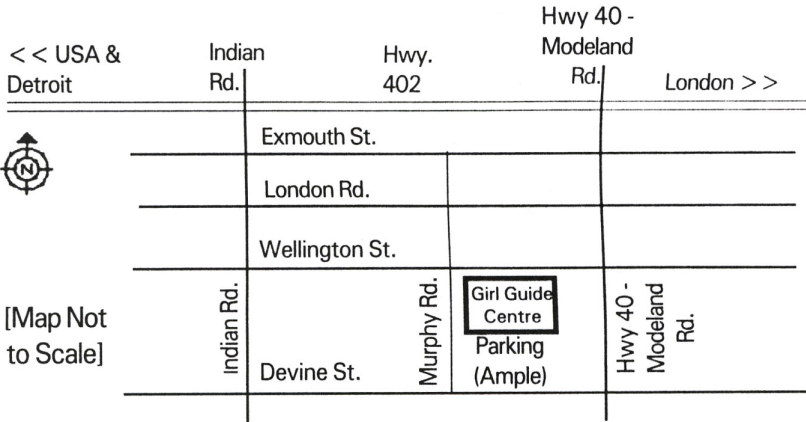 Hwy 40 -
Modeland
Rd.
<< USA &
Detroit
Indian
Rd.
Hwy.
402
London >>
Exmouth St.
N
London Rd.
Wellington St.
[Map Not
to Scale]
Indian Rd.
Devine St.
Murphy Rd.
Girl Guide
Centre
Parking
(Ample)
Hwy 40 -
Modeland
Rd.